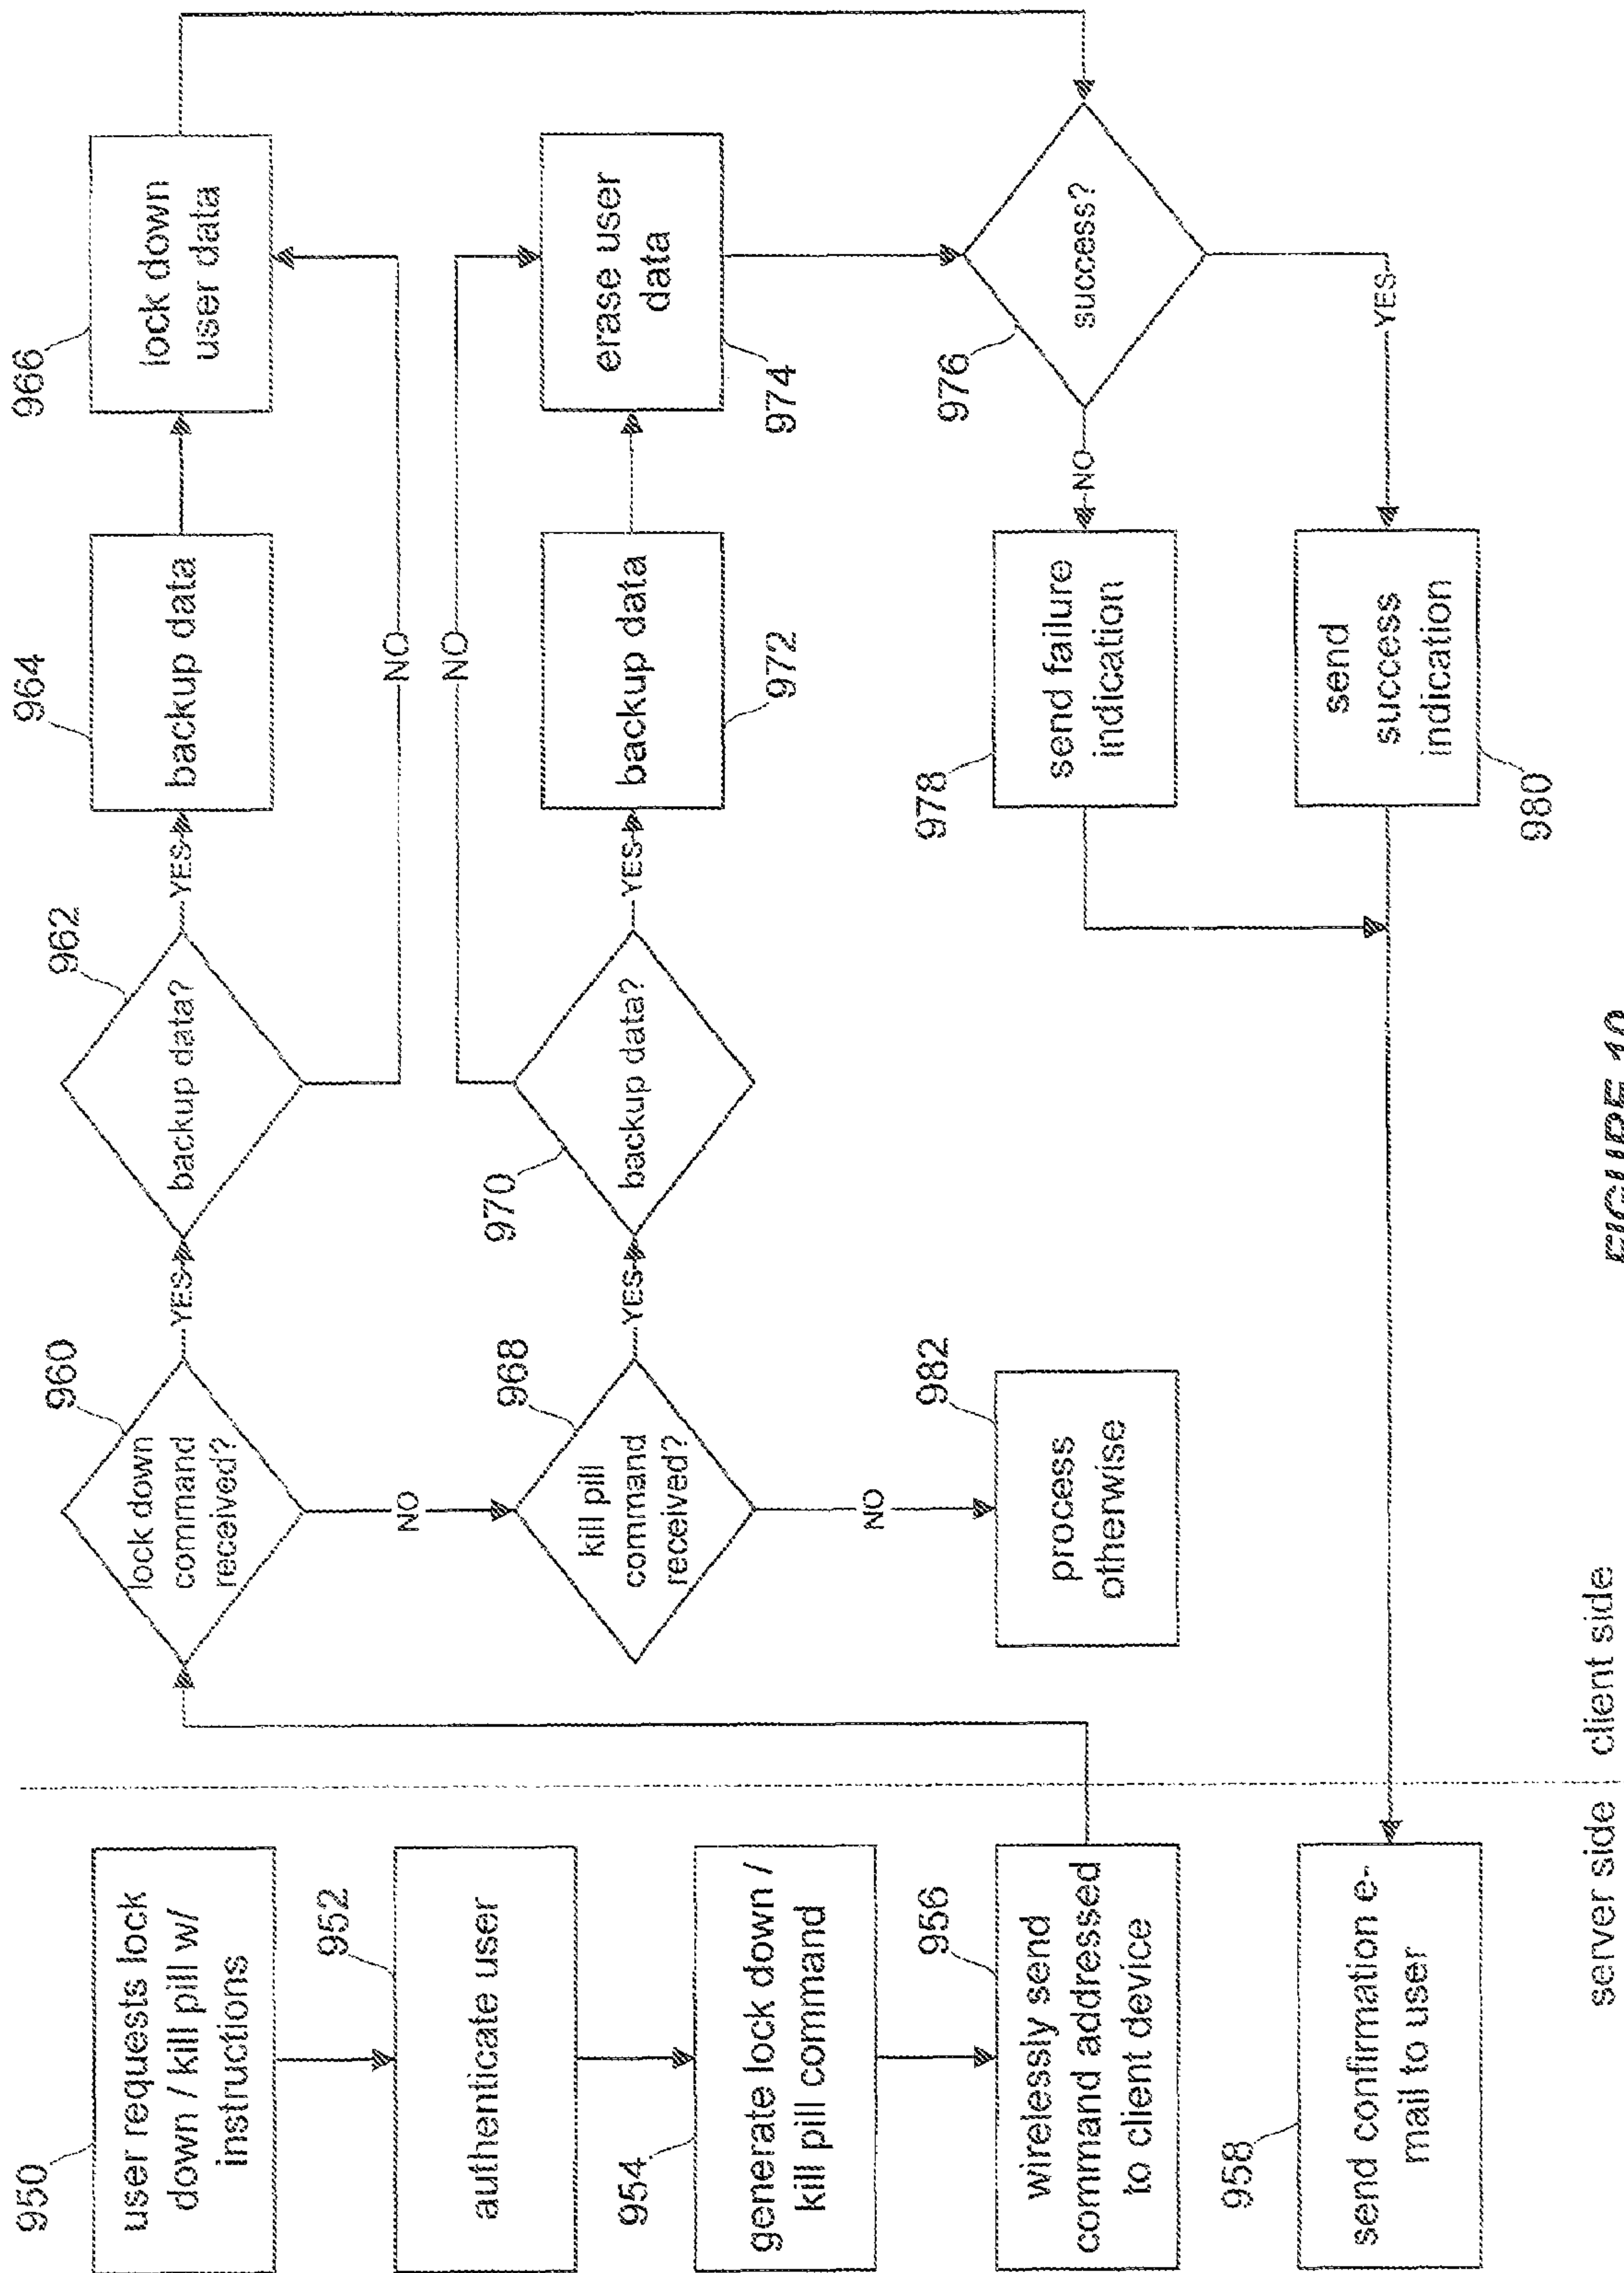 950
user requests lock
down / kill pill w/
instructions
952
authenticate user
954
generate lock down /
kill pill command
956
wirelessly send
command addressed
to client device
958
send confirmation e-
mail to user
server side
client side
960
lock down
command
received?
YES
NO
962
backup data?
YES
NO
964
backup data
966
lock down
user data
968
kill pill
command
received?
YES
NO
970
backup data?
YES
NO
972
backup data
974
erase user
data
982
process
otherwise
976
success?
NO
YES
978
send failure
indication
980
send
success
indication
FIGURE 10